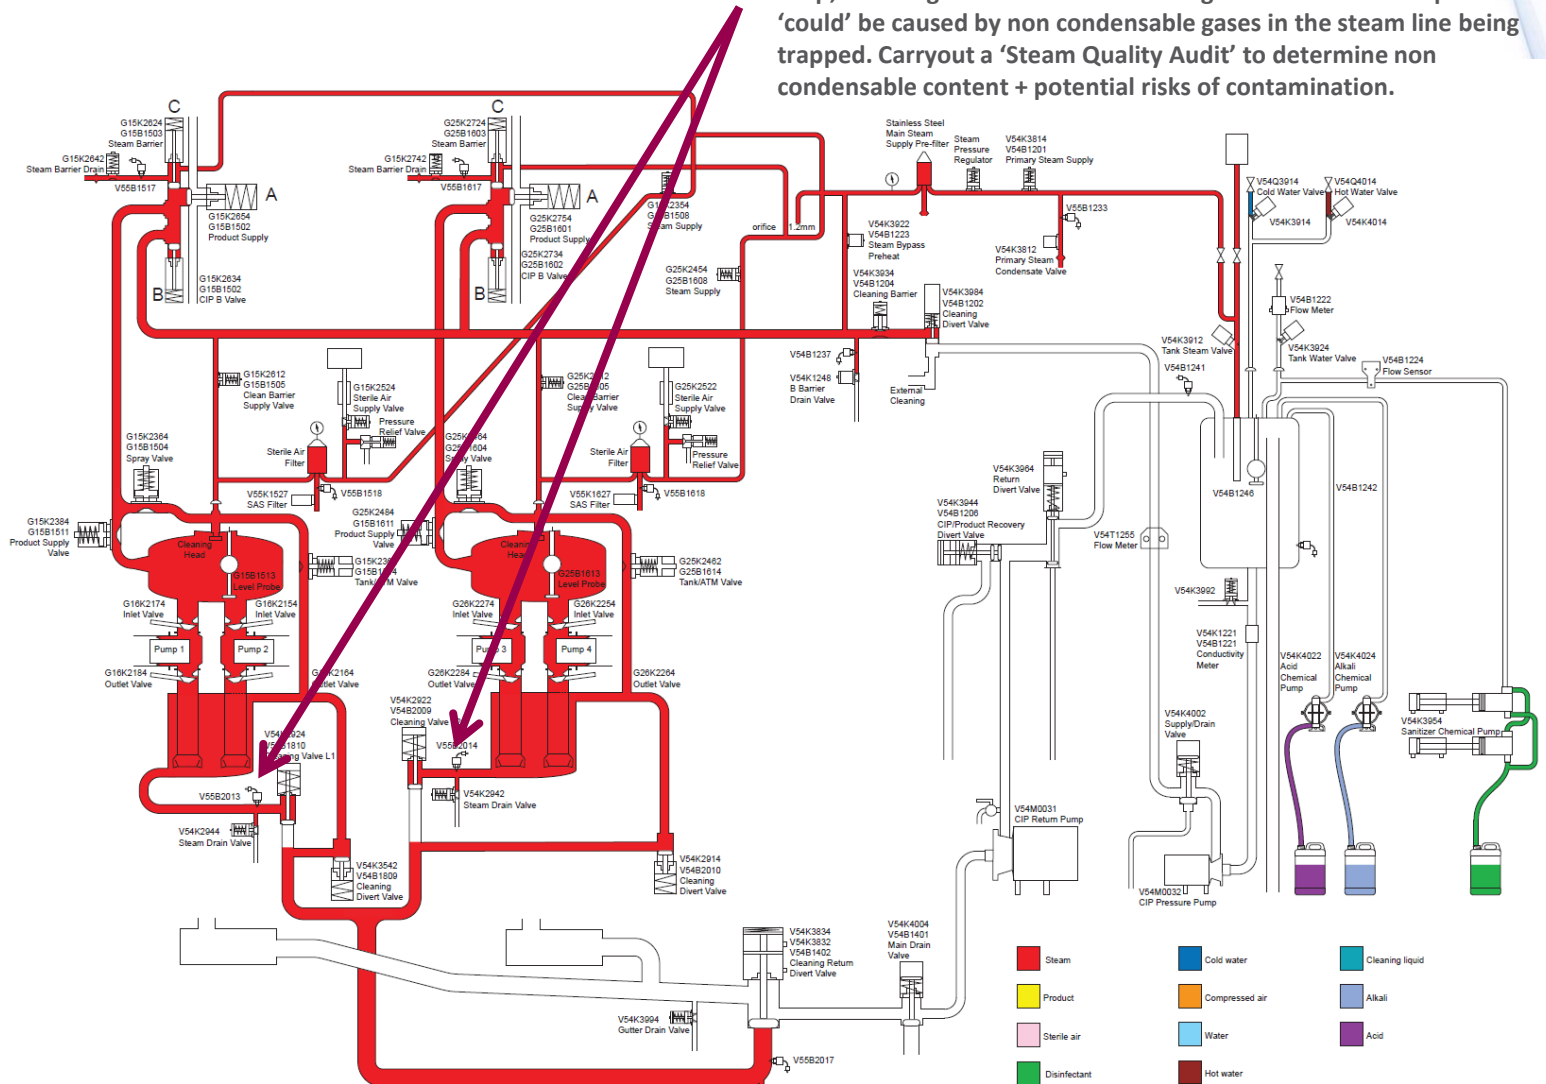 ‘could’ be caused by non condensable gases in the steam line being
trapped. Carryout a ‘Steam Quality Audit’ to determine non
condensable content + potential risks of contamination.
C
G15K2624
G15B1503
Steam Barrier
G15K2642
Steam Barrier Drain
V55B1517
A
G15K2654
G15B1502
Product Supply
G15K2634
G15B1502
CIP B Valve
B
C
G25K2724
G25B1603
Steam Barrier
G15K2742
Steam Barrier Drain
V55B1617
A
G25K2754
G25B1601
Product Supply
G25K2734
G25B1602
CIP B Valve
B
B1508
Steam Supply
G25K2454
G25B1608
Steam Supply
orifice
1.2mm
Stainless Steel
Main Steam
Supply Pre-filter
Steam
Pressure
Regulator
V54K3814
V54B1201
Primary Steam Supply
V55B1233
V54K3812
Primary Steam
Condensate Valve
V54K3922
V54B1223
Steam Bypass
Preheat
V54K3934
V54B1204
Cleaning Barrier
V54K3984
V54B1202
Cleaning
Divert Valve
V54B1237
V54K1248
B Barrier
Drain Valve
External
Cleaning
V54Q3914
Cold Water Valve
V54K3914
V54Q4014
Hot Water Valve
V54K4014
V54B1222
Flow Meter
V54K3912
Tank Steam Valve
V54K3924
Tank Water Valve
V54B1241
V54B1224
Flow Sensor
G15K2612
G15B1505
Clean Barrier
Supply Valve
G15K2524
Sterile Air
Supply Valve
Pressure
Relief Valve
G15K2364
G15B1504
Spray Valve
Sterile Air
Filter
V55B1518
V55K1527
SAS Filter
G15K2384
G15B1511
Product Supply
Valve
Clean Barrier
Supply Valve
G25K2522
Sterile Air
Supply Valve
Pressure
Relief Valve
Spray Valve
Sterile Air
Filter
V55B1618
V55K1627
SAS Filter
G25K2484
G15B1611
Product Supply
Valve
Cleaning
Head
G15B1513
Level Probe
Tank/ATM Valve
Cleaning
Head
G25B1613
Level Probe
G25K2462
G25B1614
Tank/ATM Valve
G16K2174
Inlet Valve
G16K2154
Inlet Valve
Pump 1
Pump 2
G16K2184
Outlet Valve
Outlet Valve
G26K2274
Inlet Valve
G26K2254
Inlet Valve
Pump 3
Pump 4
G26K2284
Outlet Valve
G26K2264
Outlet Valve
V54K3964
Return
Divert Valve
V54K3944
V54B1206
CIP/Product Recovery
Divert Valve
V54T1255
Flow Meter
V54B1246
V54B1242
V54K3992
V54K1221
V54B1221
Conductivity
Meter
V54K4022
Acid
Chemical
Pump
V54K4024
Alkali
Chemical
Pump
V54K3954
Sanitizer Chemical Pump
V54K4002
Supply/Drain
Valve
V54K2922
V54B2009
Cleaning Valve
V55B2014
V54K2942
Steam Drain Valve
Cleaning Valve L1
V55B2013
V54K2944
Steam Drain Valve
V54K3542
V54B1809
Cleaning
Divert Valve
V54K2914
V54B2010
Cleaning
Divert Valve
V54M0031
CIP Return Pump
V54M0032
CIP Pressure Pump
V54K3834
V54K3832
V54B1402
Cleaning Return
Divert Valve
V54K4004
V54B1401
Main Drain
Valve
V54K3994
Gutter Drain Valve
V55B2017
Steam
Cold water
Cleaning liquid
Product
Compressed air
Alkali
Sterile air
Water
Acid
Disinfectant
Hot water